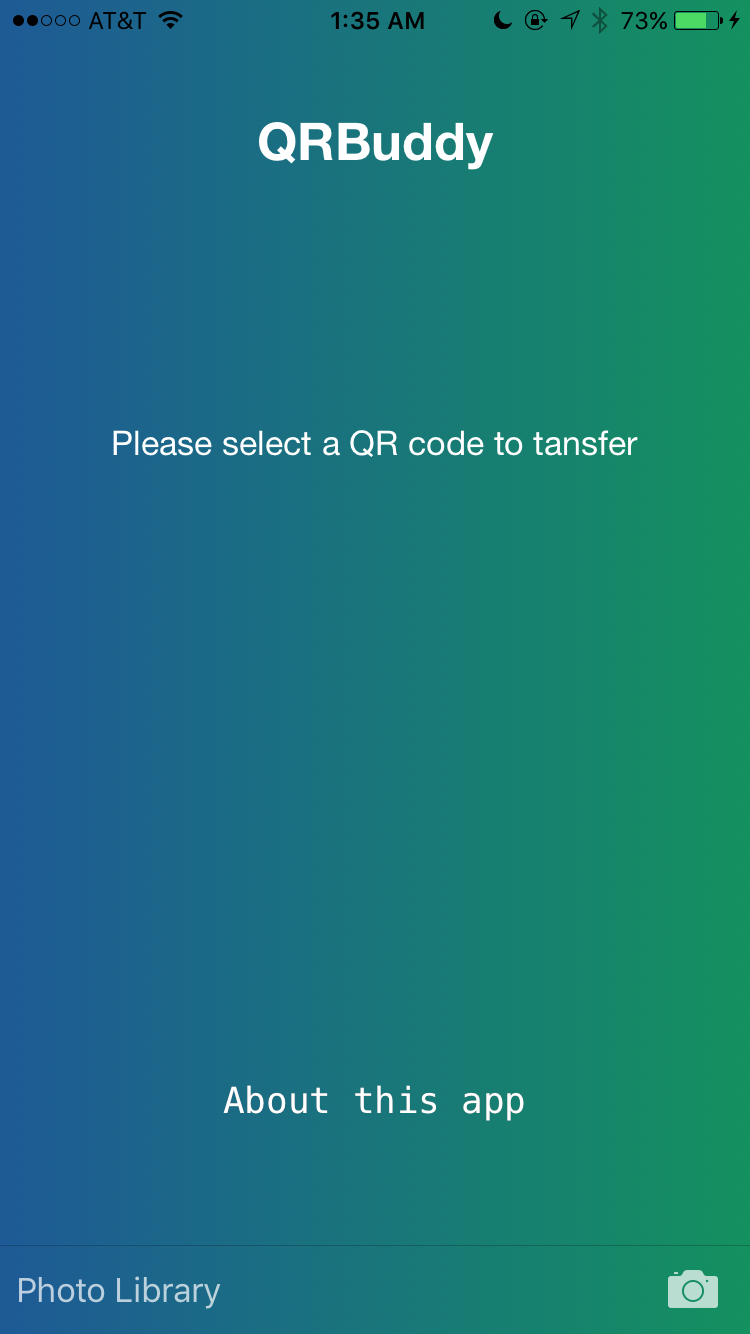 AT&T 1:35 AM 73%
QRBuddy
Please select a QR code to tansfer
About this app
Photo Library